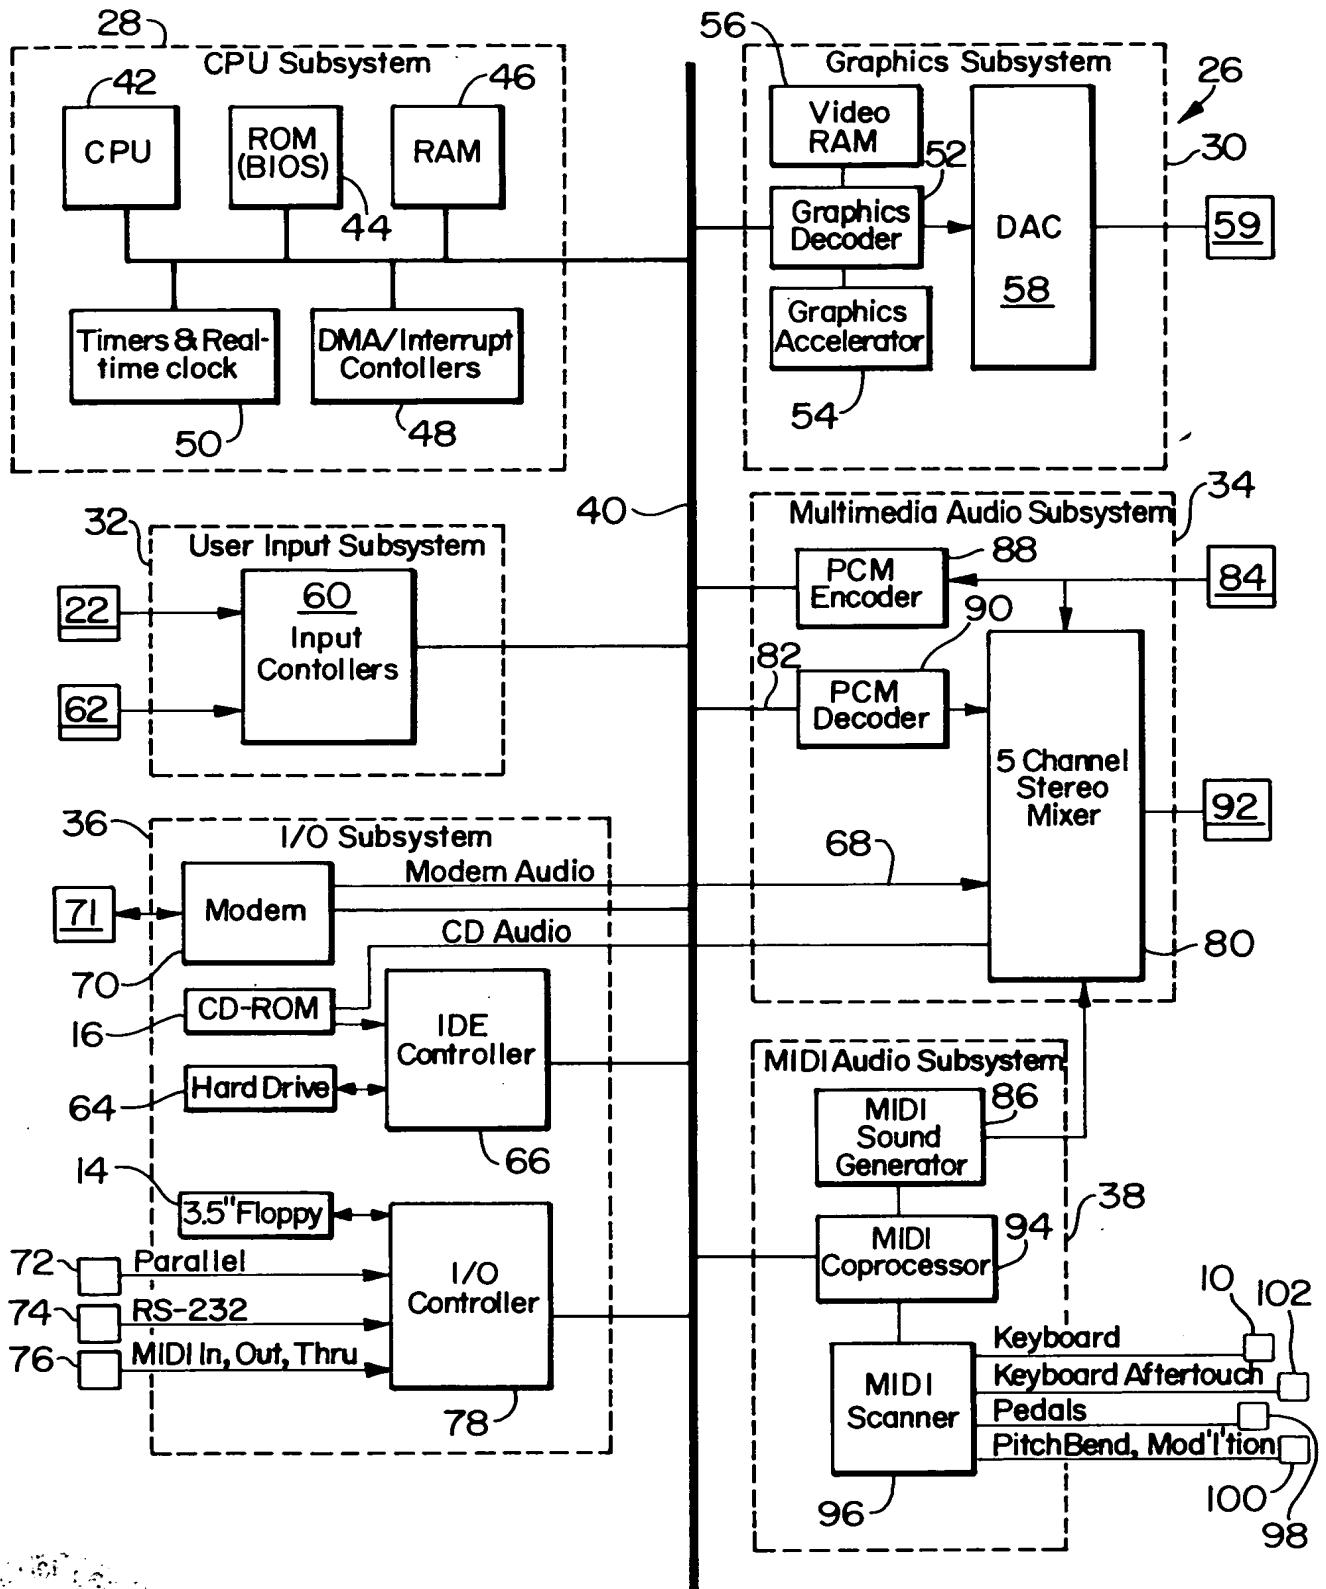 28
CPU Subsystem
42
CPU
ROM
(BIOS)
44
46
RAM
Timers & Real-
time clock
50
DMA/Interrupt
Contollers
48
56
Graphics Subsystem
26
Video
RAM
52
30
Graphics
Decoder
DAC
58
59
Graphics
Accelerator
54
40
32
User Input Subsystem
22
60
Input
Contollers
62
34
Multimedia Audio Subsystem
88
PCM
Encoder
84
90
82
PCM
Decoder
5 Channel
Stereo
Mixer
92
68
80
36
I/O Subsystem
Modem Audio
71
Modem
CD Audio
70
CD-ROM
16
IDE
Controller
Hard Drive
64
66
14
3.5" Floppy
72
Parallel
I/O
Controller
74
RS-232
76
MIDI In, Out, Thru
78
MIDI Audio Subsystem
86
MIDI
Sound
Generator
38
94
MIDI
Coprocessor
10
102
Keyboard
Keyboard Aftertouch
MIDI
Scanner
Pedals
PitchBend, Mod'l'tion
96
100
98